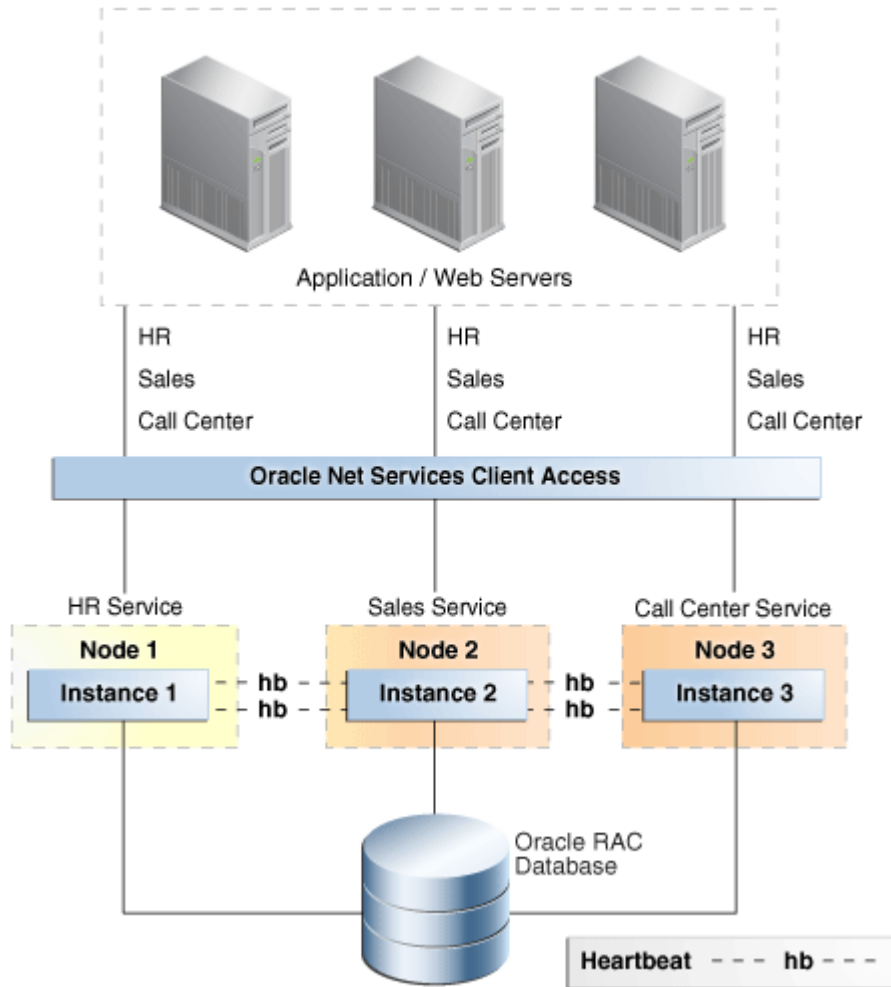 Application / Web Servers
HR
Sales
Call Center
HR
Sales
Call Center
HR
Sales
Call Center
Oracle Net Services Client Access
HR Service
Sales Service
Call Center Service
Node 1
Node 2
Node 3
Instance 1
hb
hb
Instance 2
hb
hb
Instance 3
Oracle RAC
Database
Heartbeat - - - - hb - - -